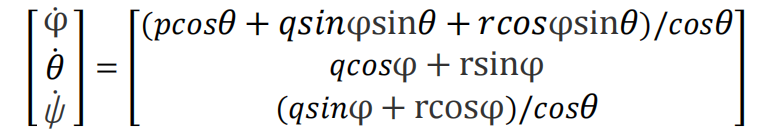 [φ̇ θ̇ ψ̇] = [(pcosθ + qsinφsinθ + rcosφsinθ)/cosθ
qcosφ + rsinφ
(qsinφ + rcosφ)/cosθ]